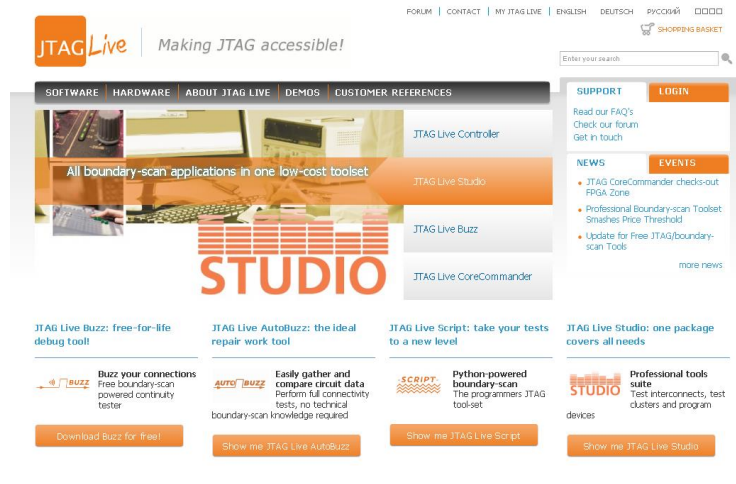 FORUM CONTACT MY JTAG LIVE ENGLISH DEUTSCH РУССКИЙ
JTAG Live Making JTAG accessible!
SHOPPING BASKET
Enter your search
SOFTWARE HARDWARE ABOUT JTAG LIVE DEMOS CUSTOMER REFERENCES
All boundary-scan applications in one low-cost toolset
STUDIO
JTAG Live Controller
JTAG Live Studio
JTAG Live Buzz
JTAG Live CoreCommander
SUPPORT LOGIN
Read our FAQ's
Check our forum
Get in touch
NEWS EVENTS
JTAG CoreCommander checks-out
FPGA Zone
Professional Boundary-scan Toolset
Smashes Price Threshold
Update for Free JTAG/boundary-
scan Tools
more news
JTAG Live Buzz: free-for-life
debug tool!
BUZZ
Buzz your connections
Free boundary-scan
powered continuity
tester
Download Buzz for free!
JTAG Live AutoBuzz: the ideal
repair work tool
AUTO BUZZ
Easily gather and
compare circuit data
Perform full connectivity
tests, no technical
boundary-scan knowledge required
Show me JTAG Live AutoBuzz
JTAG Live Script: take your tests
to a new level
SCRIPT
Python-powered
boundary-scan
The programmers JTAG
tool-set
Show me JTAG Live Script
JTAG Live Studio: one package
covers all needs
STUDIO
Professional tools
suite
Test interconnects, test
clusters and program
devices
Show me JTAG Live Studio